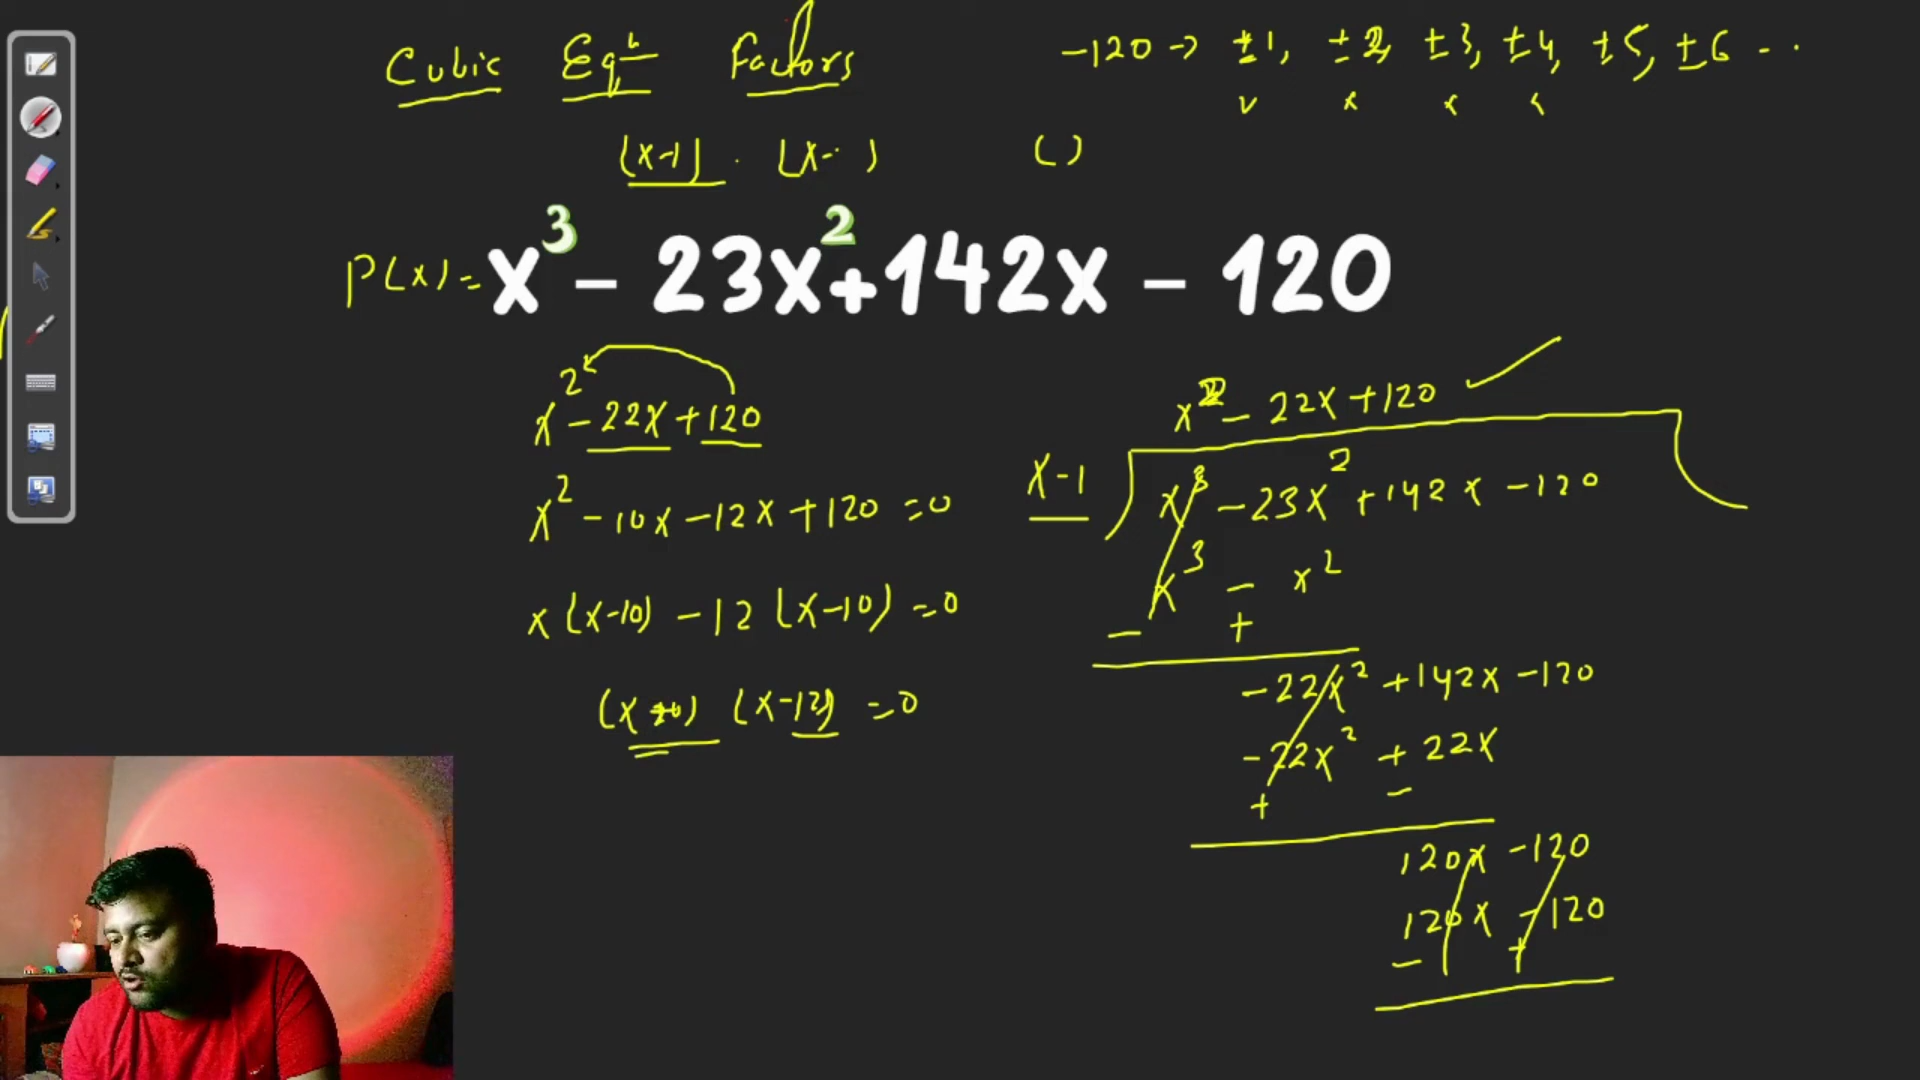 Cubic Eqn Factors
-120 → ±1, ±2, ±3, ±4, ±5, ±6 - - -
v x x x
(x-1) . (x-  ) ( )
P(x) = x³ - 23x² + 142x - 120
x² - 22x + 120
x² - 10x - 12x + 120 = 0
x(x-10) - 12(x-10) = 0
(x-10) (x-12) = 0
x² - 22x + 120
x-1 ) x³ - 23x² + 142x - 120
x³ - x²
- +
-22x² + 142x - 120
-22x² + 22x
+ -
120x - 120
120x - 120
- +